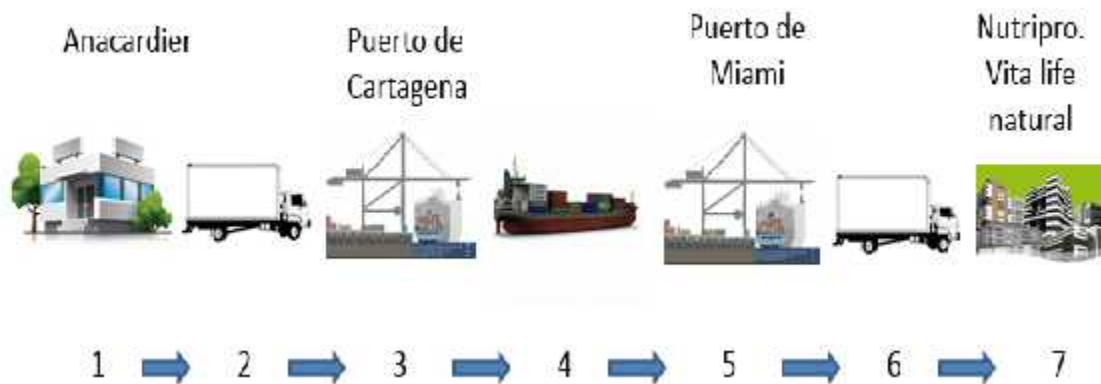 Anacardier
Puerto de
Cartagena
Puerto de
Miami
Nutripro.
Vita life
natural
1 2 3 4 5 6 7